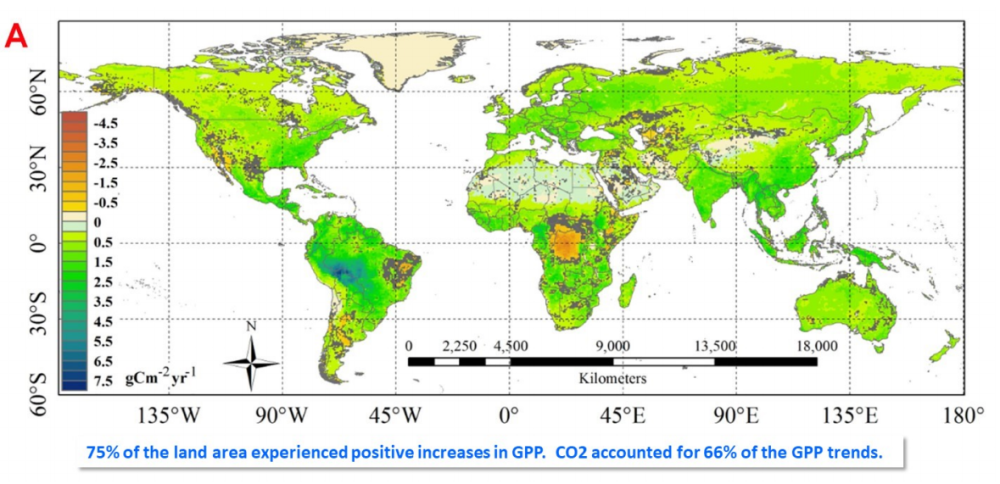 A
60°N
30°N
0°
30°S
60°S
-4.5
-3.5
-2.5
-1.5
-0.5
0
0.5
1.5
2.5
3.5
4.5
5.5
6.5
7.5
gCm-2yr-1
N
0 2,250 4,500 9,000 13,500 18,000
Kilometers
135°W 90°W 45°W 0° 45°E 90°E 135°E 180°
75% of the land area experienced positive increases in GPP. CO2 accounted for 66% of the GPP trends.